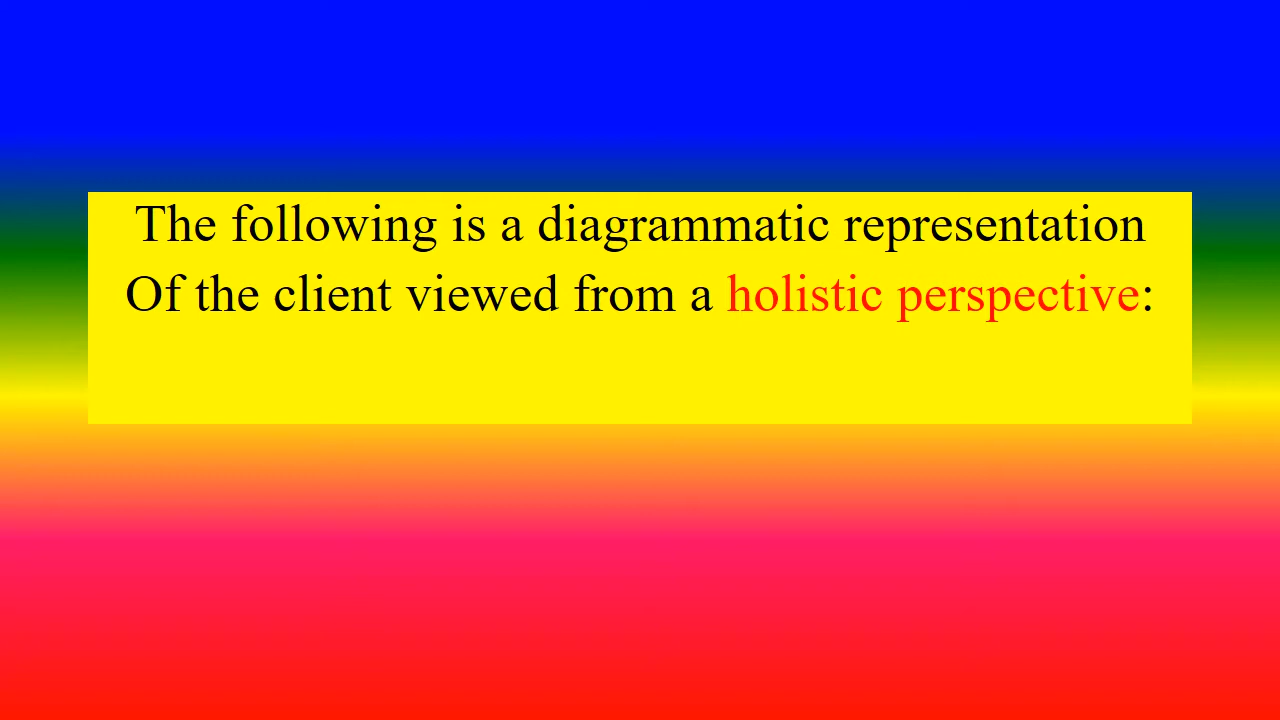 The following is a diagrammatic representation
Of the client viewed from a holistic perspective: